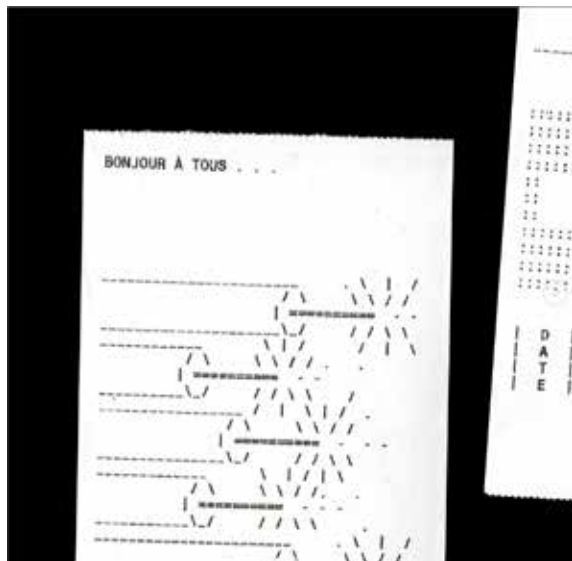 BONJOUR À TOUS . . .
DATE